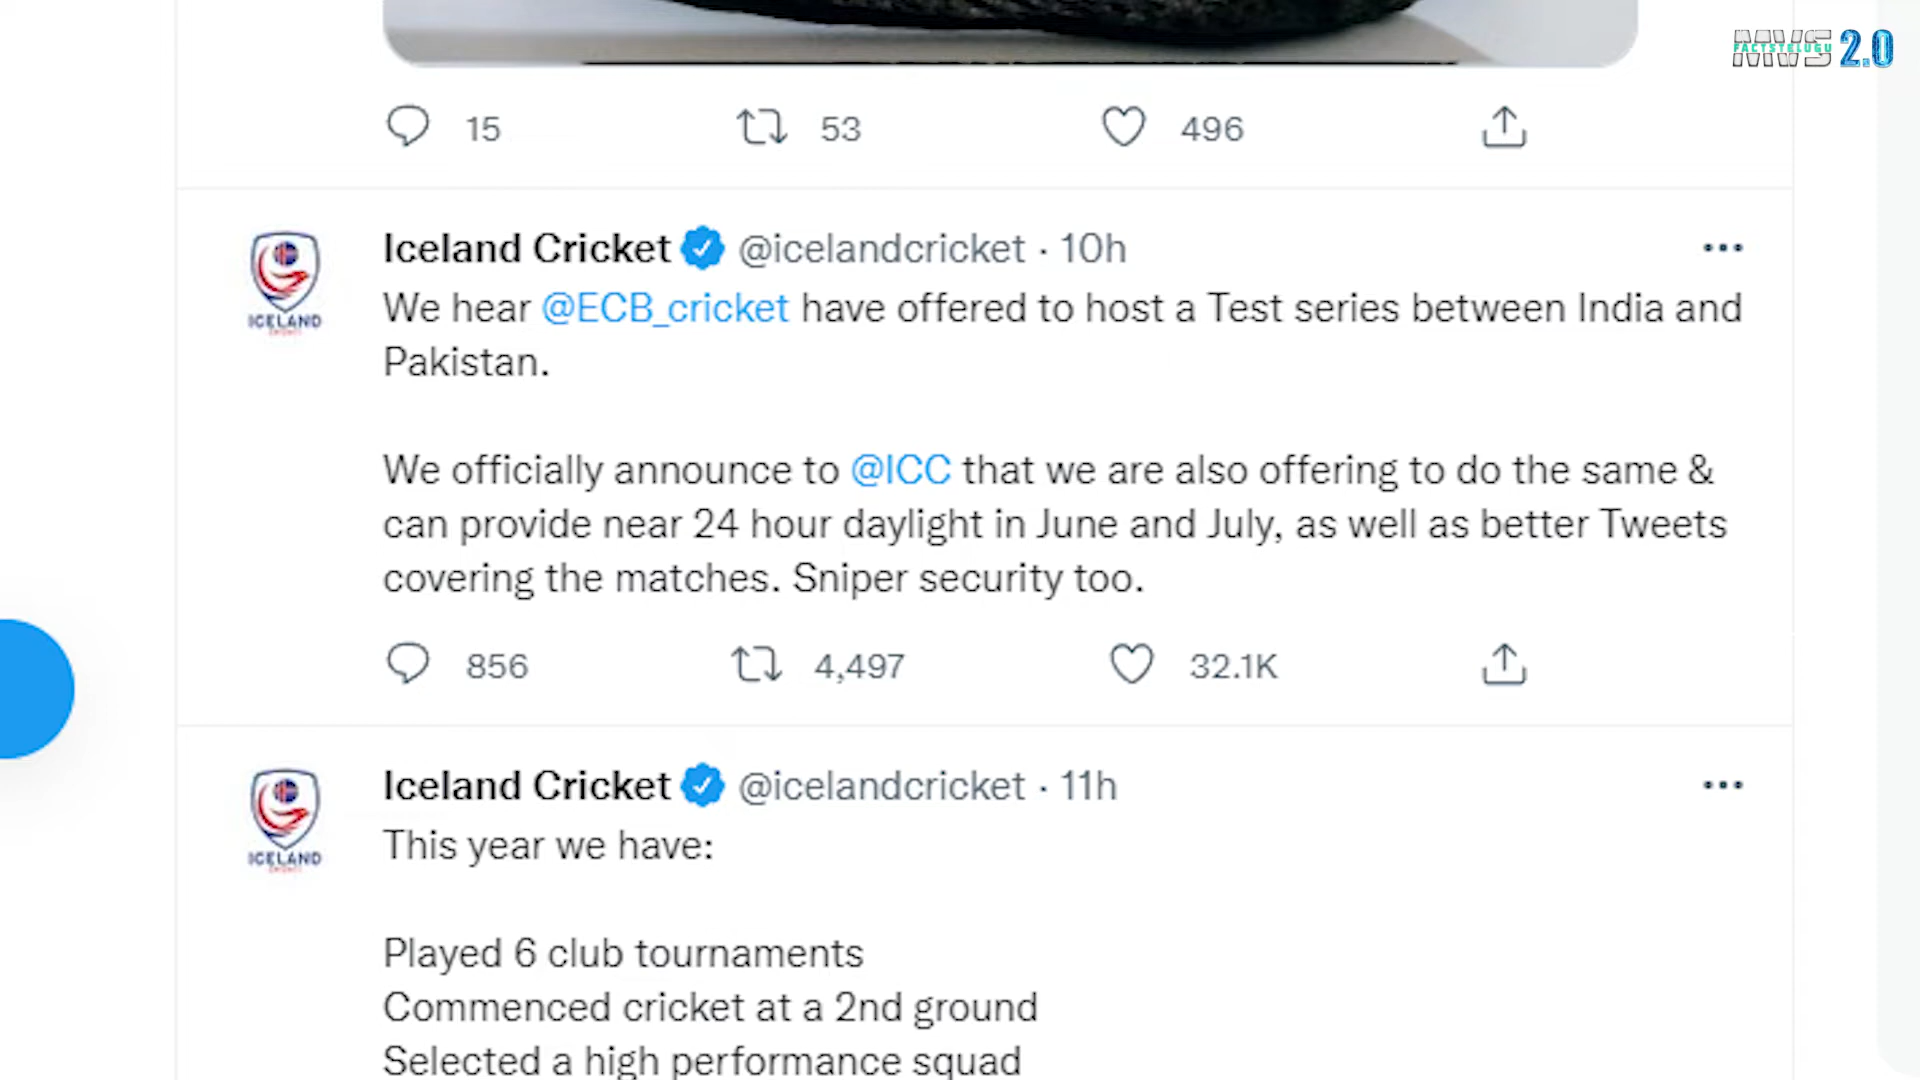 MVS 2.0
FACTSTELUGU
15 53 496
Iceland Cricket @icelandcricket · 10h
We hear @ECB_cricket have offered to host a Test series between India and
Pakistan.
We officially announce to @ICC that we are also offering to do the same &
can provide near 24 hour daylight in June and July, as well as better Tweets
covering the matches. Sniper security too.
ICELAND
856 4,497 32.1K
Iceland Cricket @icelandcricket · 11h
This year we have:
ICELAND
Played 6 club tournaments
Commenced cricket at a 2nd ground
Selected a high performance squad